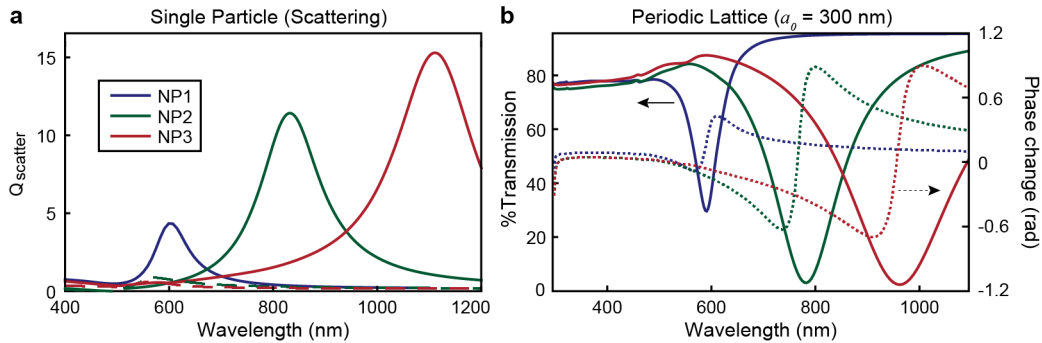 a
Single Particle (Scattering)
15
10
5
0
Qscatter
NP1
NP2
NP3
400
600
800
1000
1200
Wavelength (nm)
b
Periodic Lattice (a₀ = 300 nm)
80
60
40
20
0
%Transmission
400
600
800
1000
Wavelength (nm)
1.2
0.6
0
-0.6
-1.2
Phase change (rad)